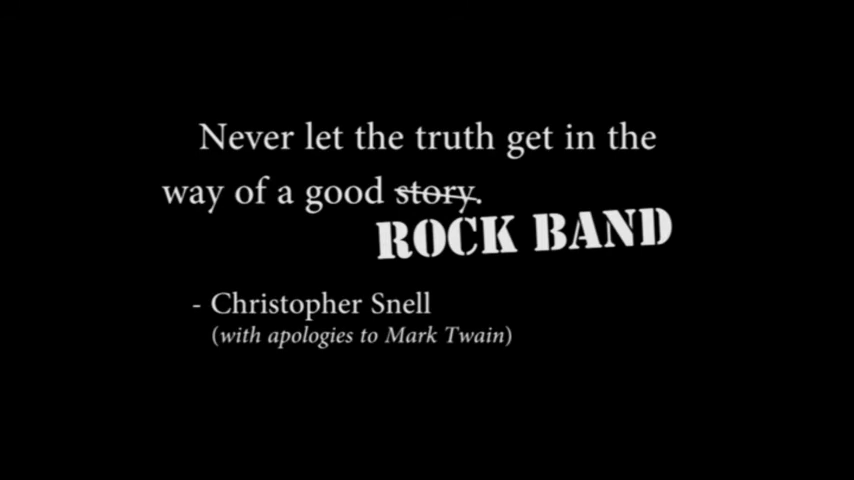 Never let the truth get in the
way of a good story.
ROCK BAND
- Christopher Snell
(with apologies to Mark Twain)